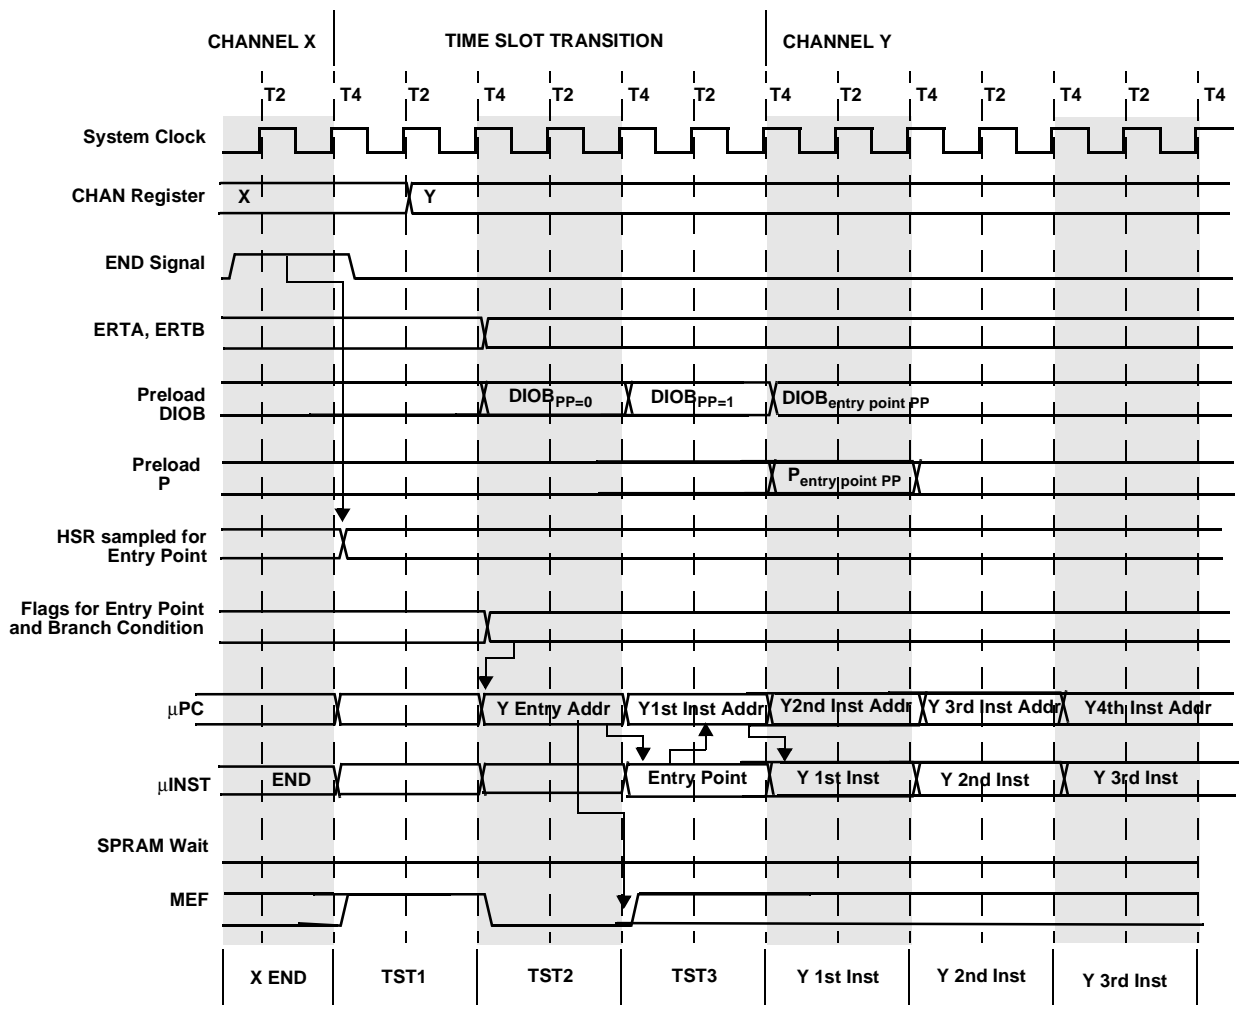 CHANNEL X
TIME SLOT TRANSITION
CHANNEL Y
T2 T4 T2 T4 T2 T4 T2 T4 T2 T4 T2 T4 T2 T4
System Clock
CHAN Register X Y
END Signal
ERTA, ERTB
Preload
DIOB
DIOBPP=0 DIOBPP=1 DIOBentry point PP
Preload
P
Pentry point PP
HSR sampled for
Entry Point
Flags for Entry Point
and Branch Condition
μPC Y Entry Addr Y1st Inst Addr Y2nd Inst Addr Y 3rd Inst Addr Y4th Inst Addr
μINST END Entry Point Y 1st Inst Y 2nd Inst Y 3rd Inst
SPRAM Wait
MEF
X END TST1 TST2 TST3 Y 1st Inst Y 2nd Inst Y 3rd Inst